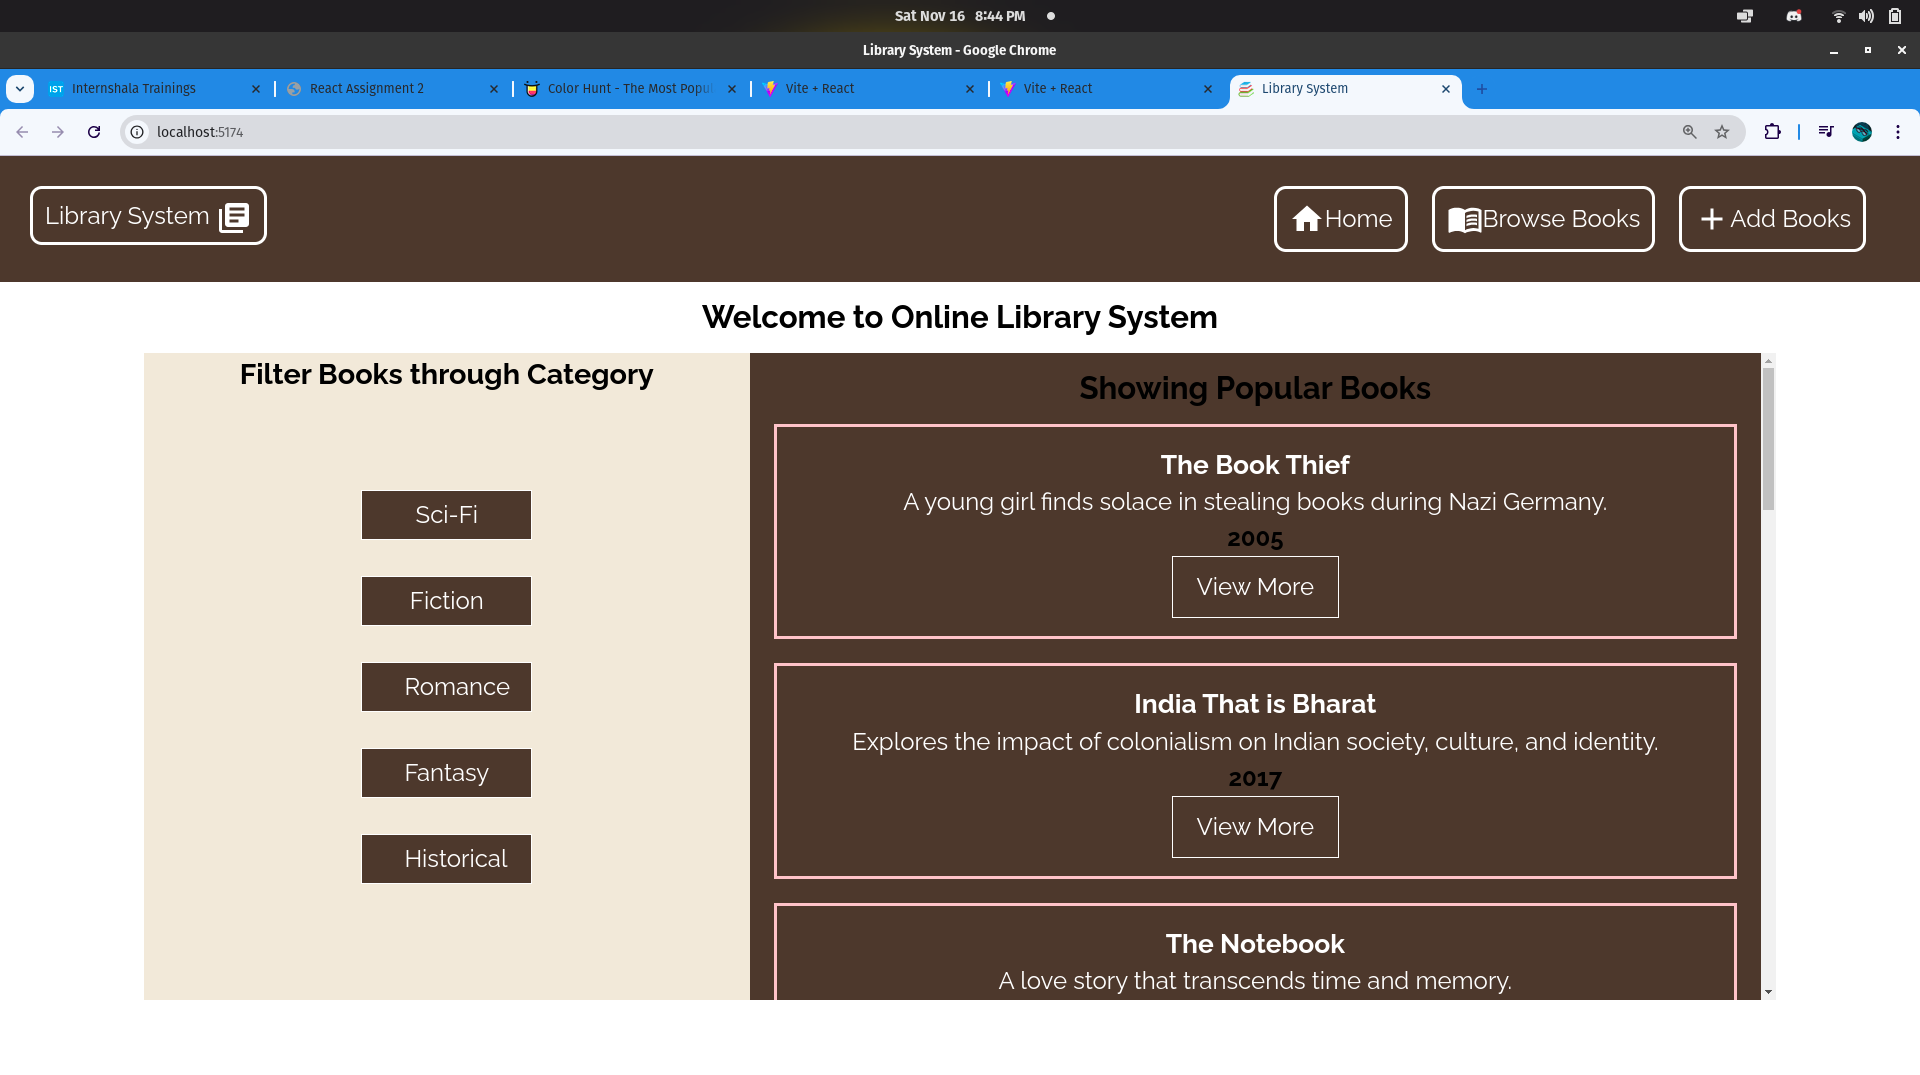 Sat Nov 16 8:44 PM
Library System - Google Chrome
IST Internshala Trainings
React Assignment 2
Color Hunt - The Most Popul
Vite + React
Vite + React
Library System
localhost:5174
Library System
Home
Browse Books
Add Books
Welcome to Online Library System
Filter Books through Category
Sci-Fi
Fiction
Romance
Fantasy
Historical
Showing Popular Books
The Book Thief
A young girl finds solace in stealing books during Nazi Germany.
2005
View More
India That is Bharat
Explores the impact of colonialism on Indian society, culture, and identity.
2017
View More
The Notebook
A love story that transcends time and memory.